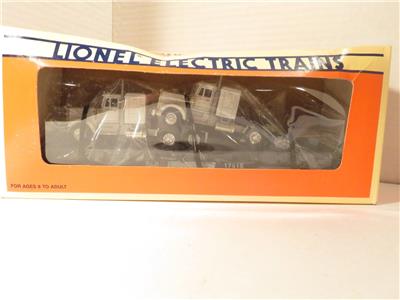 LIONEL ELECTRIC TRAINS
FOR AGES 8 TO ADULT